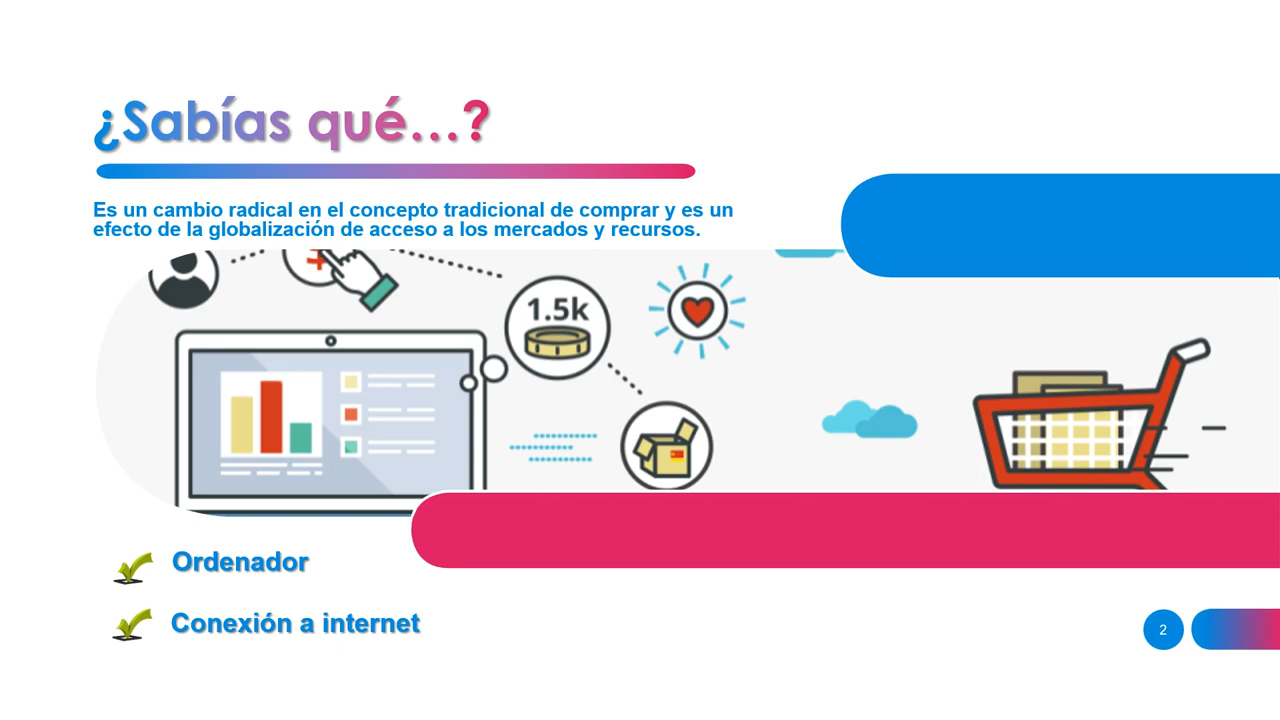 ¿Sabías qué...?
Es un cambio radical en el concepto tradicional de comprar y es un
efecto de la globalización de acceso a los mercados y recursos.
1.5k
Ordenador
Conexión a internet
2